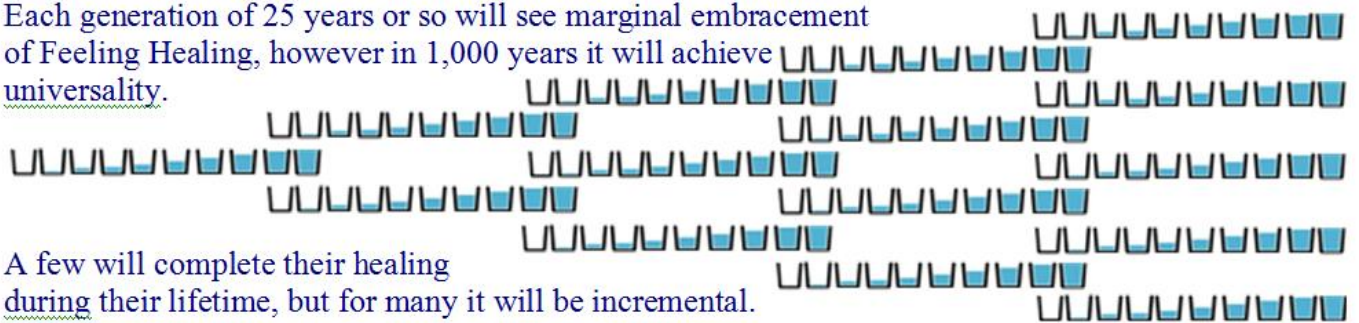 Each generation of 25 years or so will see marginal embracement
of Feeling Healing, however in 1,000 years it will achieve
universality.
A few will complete their healing
during their lifetime, but for many it will be incremental.